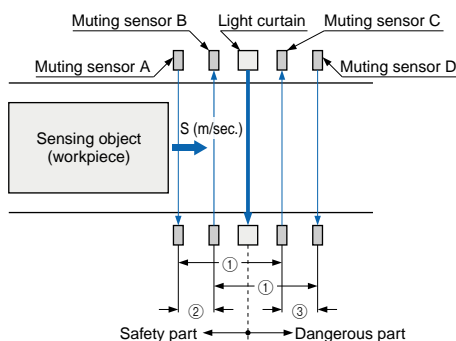 Muting sensor B
Light curtain
Muting sensor C
Muting sensor A
Muting sensor D
Sensing object
(workpiece)
S (m/sec.)
①
①
②
③
Safety part
Dangerous part